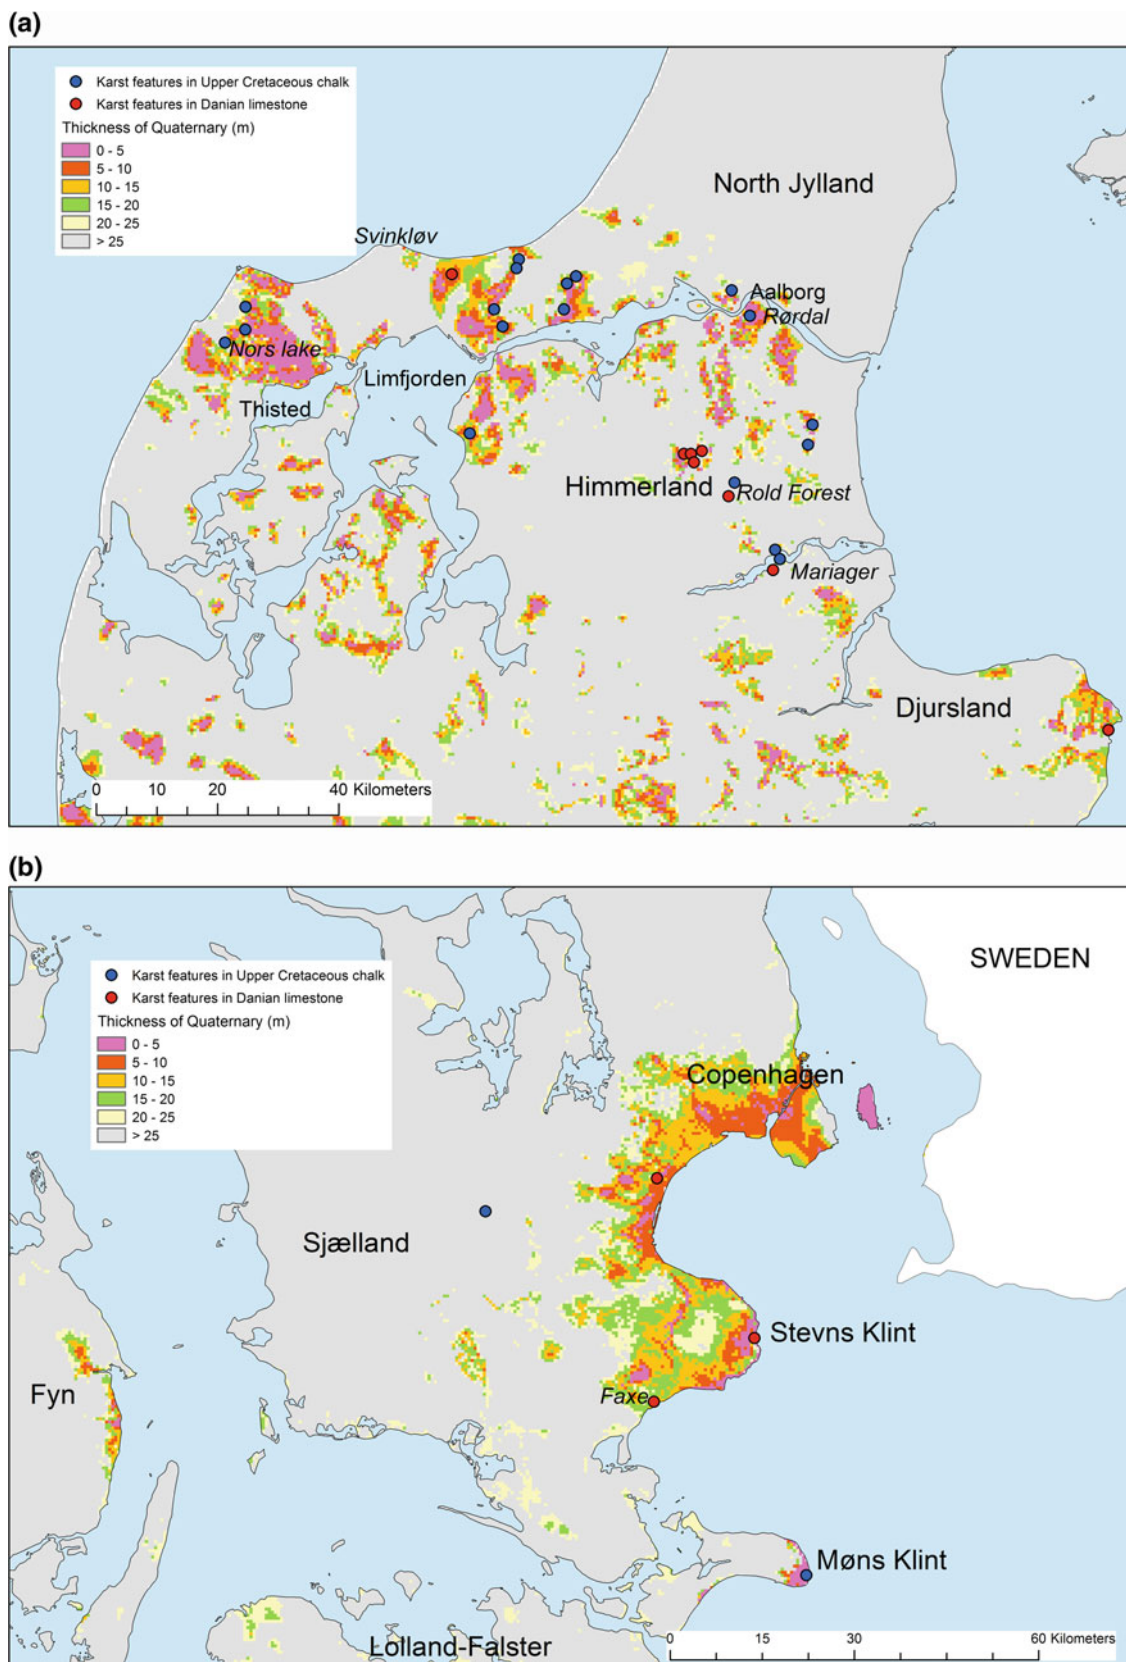 (a)
Karst features in Upper Cretaceous chalk
Karst features in Danian limestone
Thickness of Quaternary (m)
0 - 5
5 - 10
10 - 15
15 - 20
20 - 25
> 25
North Jylland
Svinkløv
Aalborg
Rørdal
Nors lake
Limfjorden
Thisted
Himmerland
Rold Forest
Mariager
Djursland
0 10 20 40 Kilometers
(b)
SWEDEN
Karst features in Upper Cretaceous chalk
Karst features in Danian limestone
Thickness of Quaternary (m)
0 - 5
5 - 10
10 - 15
15 - 20
20 - 25
> 25
Copenhagen
Sjælland
Stevns Klint
Fyn
Faxe
Møns Klint
Lolland-Falster
0 15 30 60 Kilometers